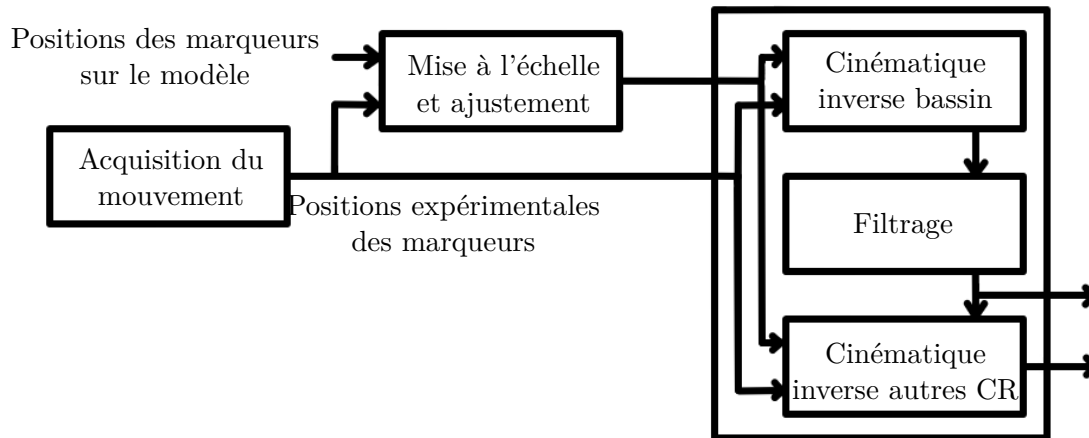 Positions des marqueurs
sur le modèle
Mise à l'échelle
et ajustement
Acquisition du
mouvement
Positions expérimentales
des marqueurs
Cinématique
inverse bassin
Filtrage
Cinématique
inverse autres CR